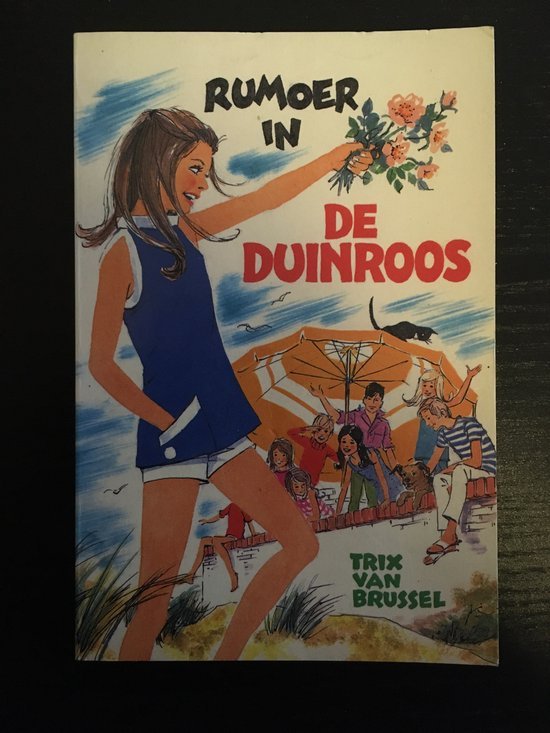 RUMOER
IN
DE
DUINROOS
TRIX
VAN
BRUSSEL